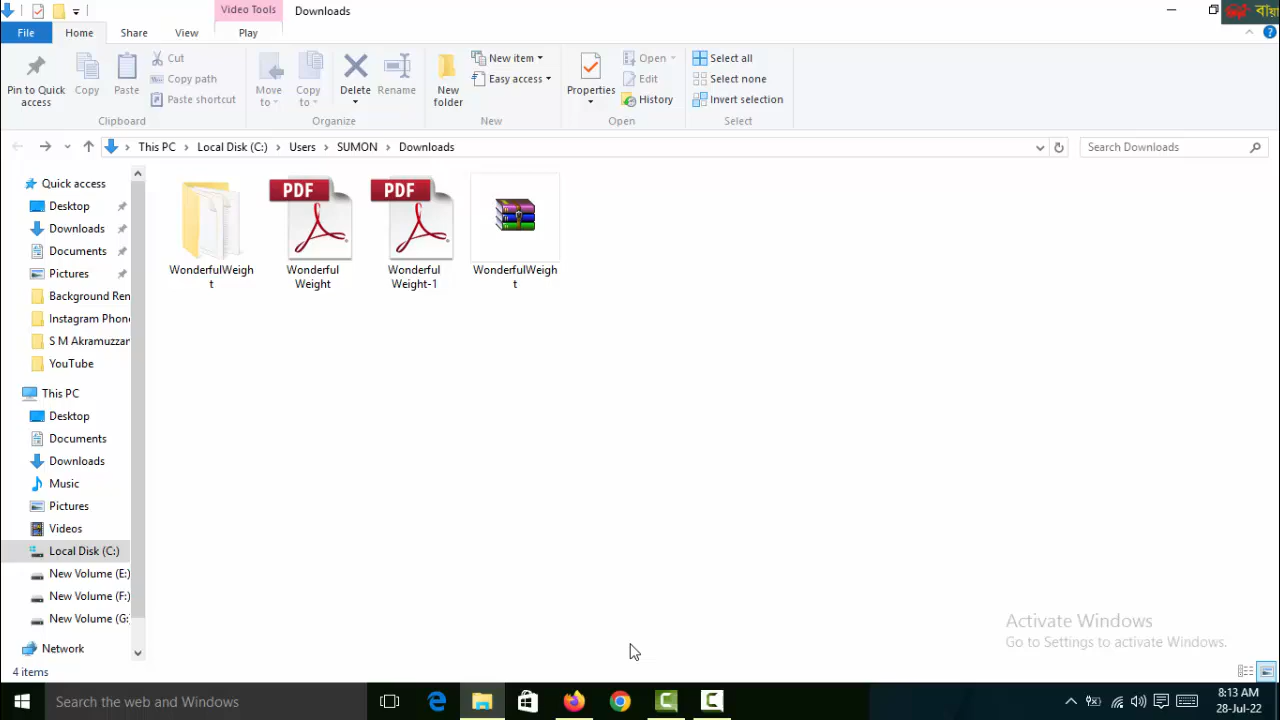 Video Tools
Downloads
বায়া
File
Home
Share
View
Play
Pin to Quick
access
Copy
Paste
Cut
Copy path
Paste shortcut
Clipboard
Move
to
Copy
to
Delete
Rename
Organize
New
folder
New item
Easy access
New
Properties
Open
Edit
History
Open
Select all
Select none
Invert selection
Select
This PC
Local Disk (C:)
Users
SUMON
Downloads
Search Downloads
Quick access
Desktop
Downloads
Documents
Pictures
Background Ren
Instagram Phone
S M Akramuzzar
YouTube
This PC
Desktop
Documents
Downloads
Music
Pictures
Videos
Local Disk (C:)
New Volume (E:)
New Volume (F:)
New Volume (G:
Network
WonderfulWeigh
t
PDF
Wonderful
Weight
PDF
Wonderful
Weight-1
WonderfulWeigh
t
Activate Windows
Go to Settings to activate Windows.
4 items
Search the web and Windows
8:13 AM
28-Jul-22